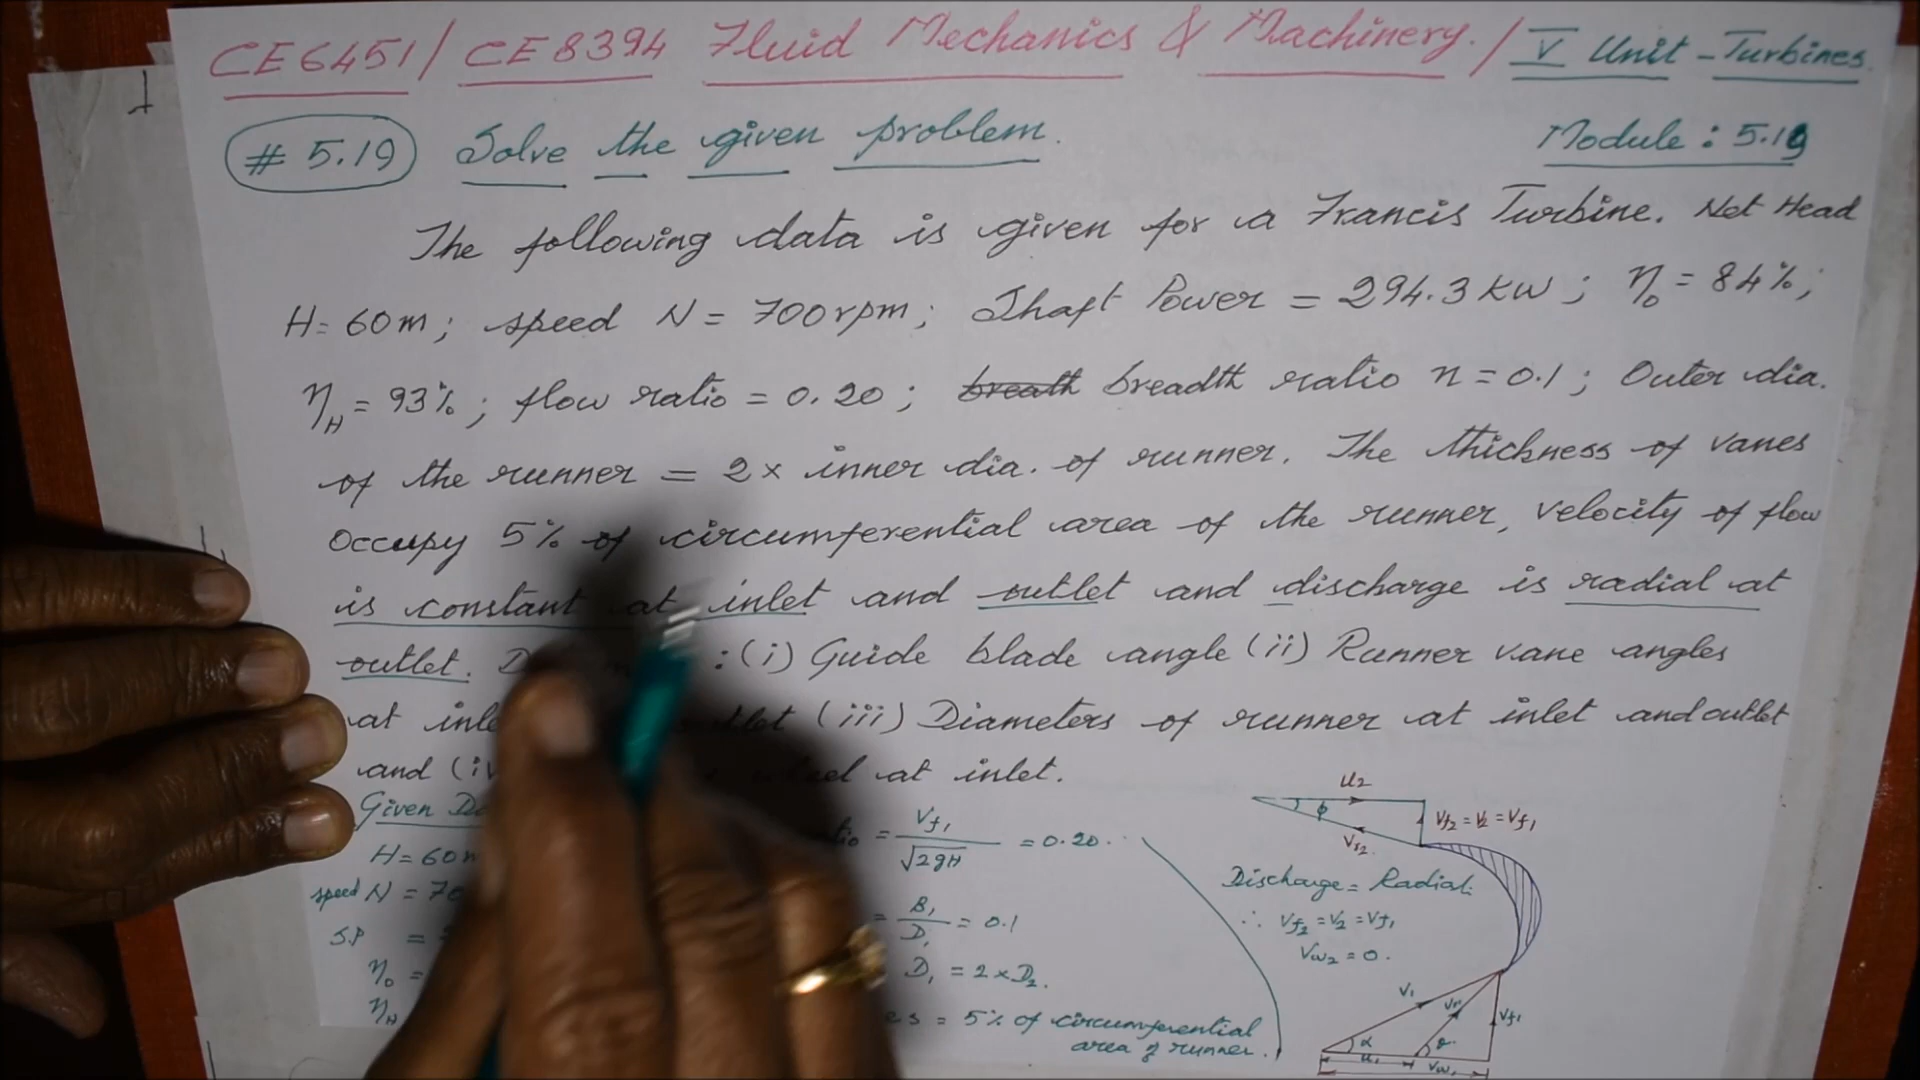 CE6451/ CE8394 Fluid Mechanics & Machinery. / V Unit - Turbines.
# 5.19 Solve the given problem. Module: 5.19
The following data is given for a Francis Turbine. Net Head
H = 60m; speed N = 700rpm; Shaft Power = 294.3 KW; η₀ = 84%;
η_H = 93%; flow ratio = 0.20; breath breadth ratio n = 0.1; Outer dia.
of the runner = 2 x inner dia. of runner. The thickness of vanes
occupy 5% of circumferential area of the runner, velocity of flow
is constant at inlet and outlet and discharge is radial at
outlet. : (i) Guide blade angle (ii) Runner vane angles
at (iii) Diameters of runner at inlet and outlet
and at inlet.
Given
H = 60m
speed N = 70
S.P =
η₀ =
η_H
= Vf₁ / √2gH = 0.20.
= B₁ / D₁ = 0.1
D₁ = 2 x D₂.
= 5% of circumferential
area of runner.
u₂
φ
Vf₂ = V₂ = Vf₁
Vr₂
Discharge = Radial.
∴ Vf₂ = V₂ = Vf₁
Vw₂ = 0.
V₁
Vr₁
Vf₁
α
θ
u₁
Vw₁